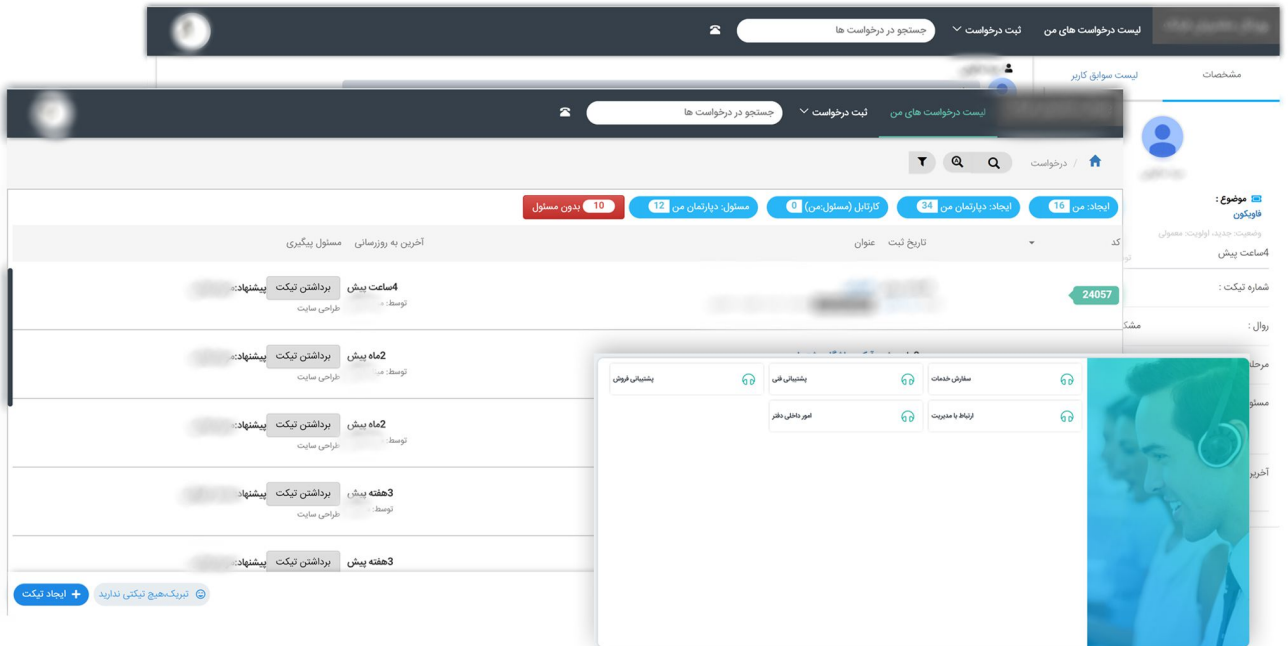 لیست درخواست های من
ثبت درخواست
جستجو در درخواست ها
مشخصات
لیست سوابق کاربر
موضوع :
فاویکون
وضعیت: جدید، اولویت: معمولی
4ساعت پیش
شماره تیکت :
روال :
مشک
مرحله
مسئو
آخرین
لیست درخواست های من
ثبت درخواست
جستجو در درخواست ها
/ درخواست
ایجاد: من 16
ایجاد: دپارتمان من 34
کارتابل (مسئول:من) 0
مسئول: دپارتمان من 12
10 بدون مسئول
کد
تاریخ ثبت
عنوان
آخرین به روزرسانی
مسئول پیگیری
24057
4ساعت پیش
برداشتن تیکت
پیشنهاد:
توسط:
طراحی سایت
2ماه پیش
برداشتن تیکت
پیشنهاد:
توسط:
طراحی سایت
2ماه پیش
برداشتن تیکت
پیشنهاد:
توسط:
طراحی سایت
3هفته پیش
برداشتن تیکت
پیشنهاد:
توسط:
طراحی سایت
3هفته پیش
برداشتن تیکت
پیشنهاد:
تبریک،هیچ تیکتی ندارید
ایجاد تیکت
سفارش خدمات
پشتیبانی فنی
پشتیبانی فروش
ارتباط با مدیریت
امور داخلی دفتر